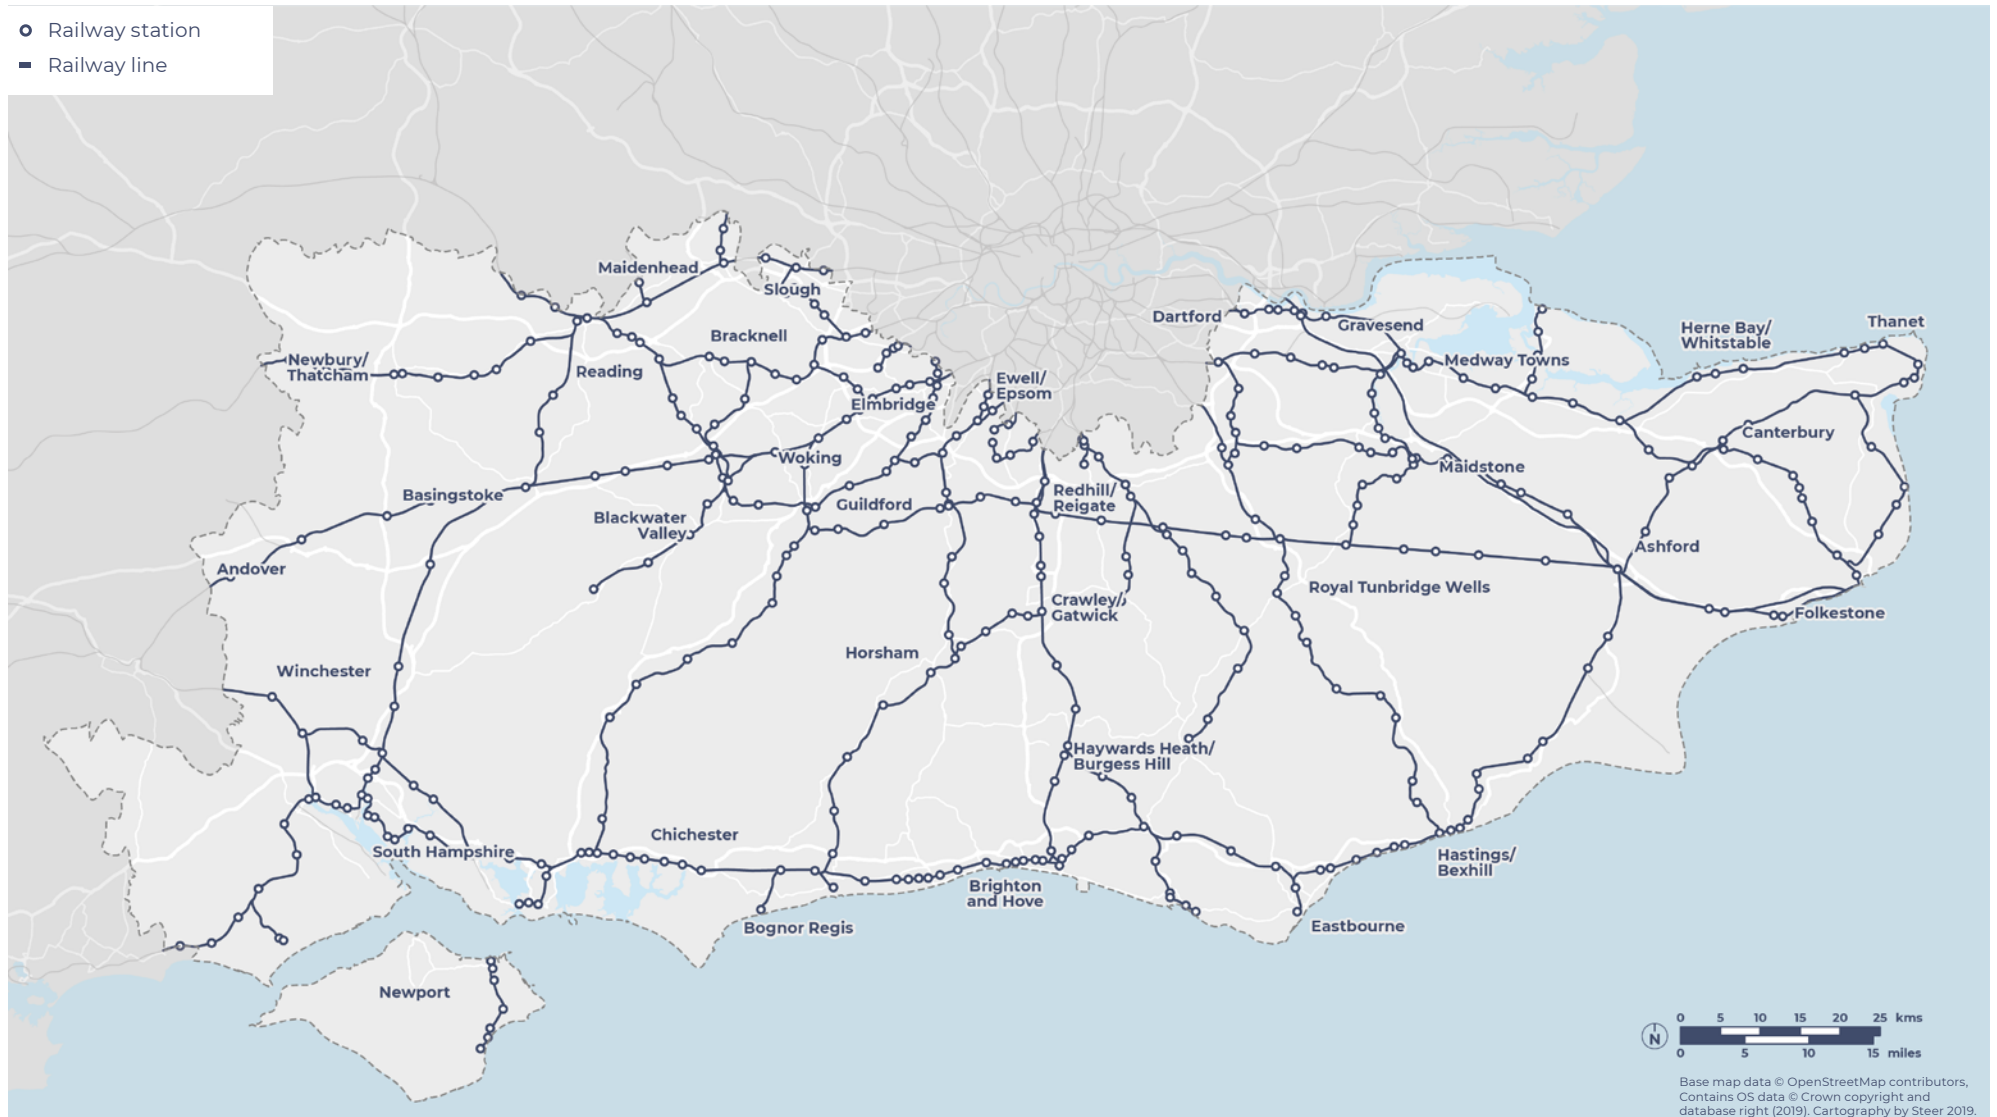 Railway station
Railway line
Maidenhead
Slough
Dartford
Gravesend
Herne Bay/
Whitstable
Thanet
Bracknell
Newbury/
Thatcham
Reading
Medway Towns
Ewell/
Epsom
Elmbridge
Canterbury
Woking
Maidstone
Basingstoke
Guildford
Redhill/
Reigate
Blackwater
Valley
Ashford
Andover
Royal Tunbridge Wells
Crawley/
Gatwick
Folkestone
Horsham
Winchester
Haywards Heath/
Burgess Hill
Chichester
South Hampshire
Hastings/
Bexhill
Brighton
and Hove
Bognor Regis
Eastbourne
Newport
0 5 10 15 20 25 kms
N
0 5 10 15 miles
Base map data © OpenStreetMap contributors,
Contains OS data © Crown copyright and
database right (2019). Cartography by Steer 2019.